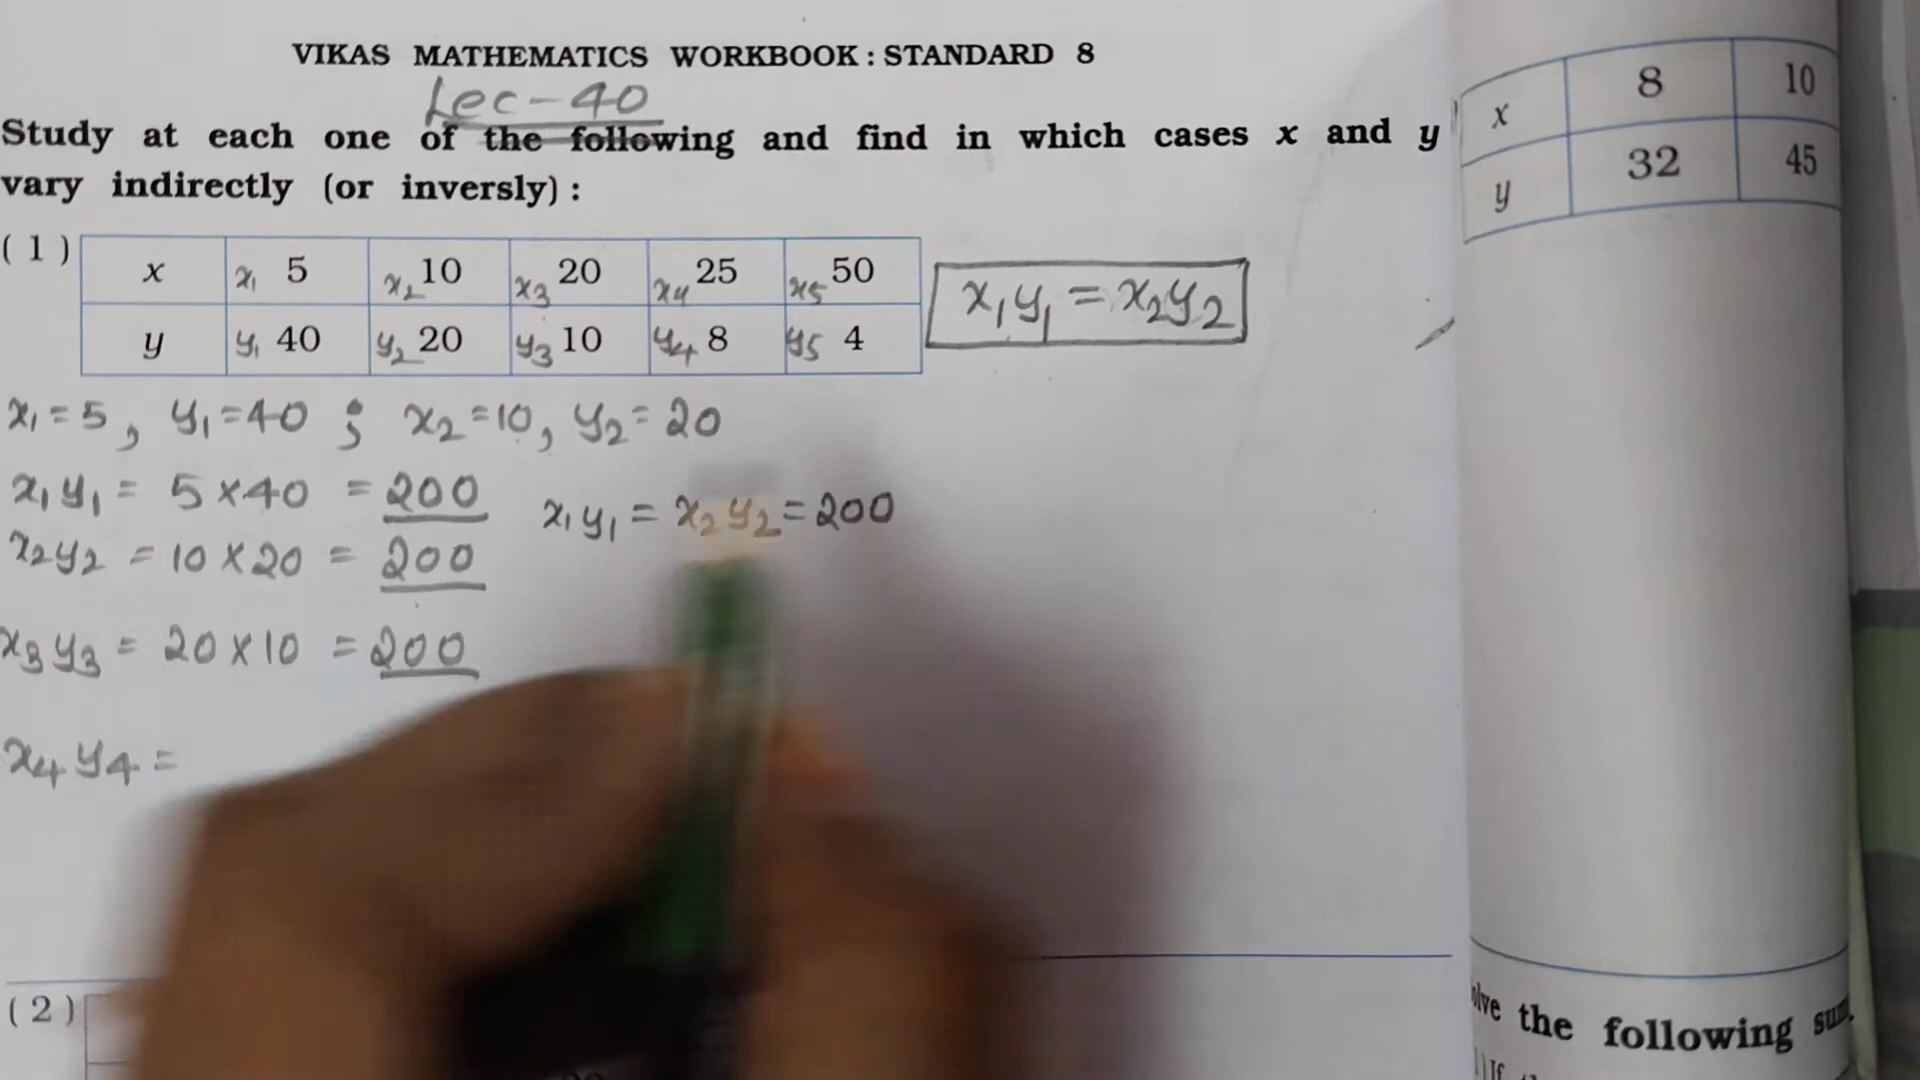 VIKAS MATHEMATICS WORKBOOK : STANDARD 8
Lec-40
Study at each one of the following and find in which cases x and y
vary indirectly (or inversly) :
(1)
x x₁ 5 x₂ 10 x₃ 20 x₄ 25 x₅ 50
y y₁ 40 y₂ 20 y₃ 10 y₄ 8 y₅ 4
x₁y₁ = x₂y₂
x₁ = 5, y₁ = 40 ; x₂ = 10, y₂ = 20
x₁y₁ = 5 × 40 = 200
x₁y₁ = x₂y₂ = 200
x₂y₂ = 10 × 20 = 200
x₃y₃ = 20 × 10 = 200
x₄y₄ =
(2)
x 8 10
y 32 45
the following